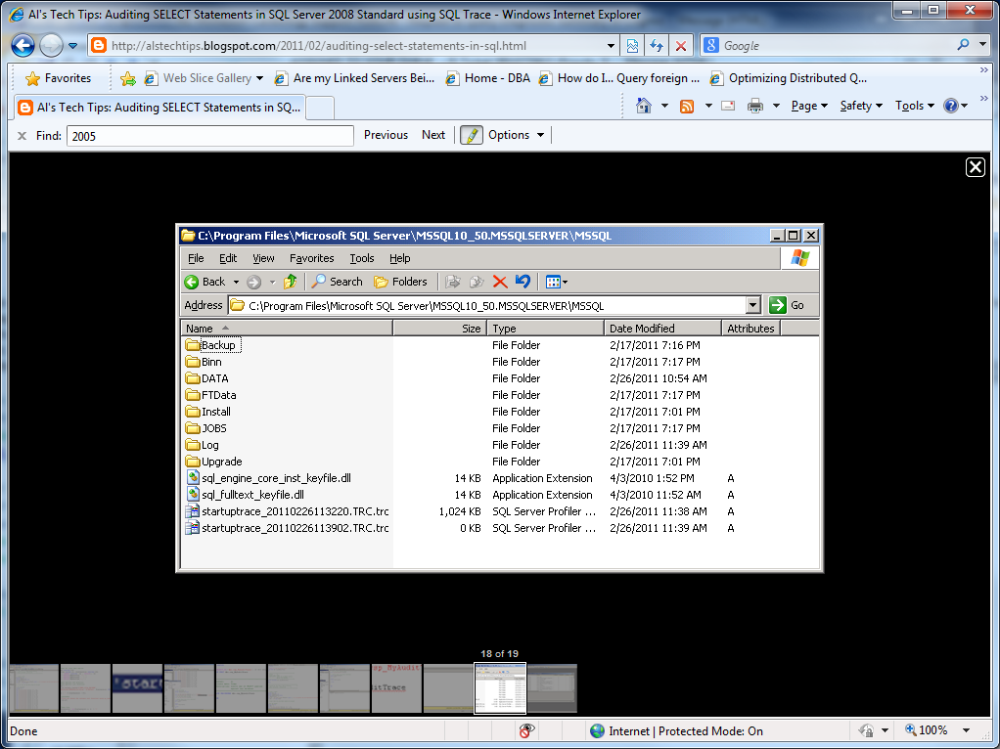 Al's Tech Tips: Auditing SELECT Statements in SQL Server 2008 Standard using SQL Trace - Windows Internet Explorer
http://alstechtips.blogspot.com/2011/02/auditing-select-statements-in-sql.html Google
Favorites Web Slice Gallery Are my Linked Servers Bei... Home - DBA How do I... Query foreign ... Optimizing Distributed Q...
Al's Tech Tips: Auditing SELECT Statements in SQ... Page Safety Tools
Find: 2005 Previous Next Options
C:\Program Files\Microsoft SQL Server\MSSQL10_50.MSSQLSERVER\MSSQL
File Edit View Favorites Tools Help
Back Search Folders
Address C:\Program Files\Microsoft SQL Server\MSSQL10_50.MSSQLSERVER\MSSQL Go
Name Size Type Date Modified Attributes
Backup File Folder 2/17/2011 7:16 PM
Binn File Folder 2/17/2011 7:17 PM
DATA File Folder 2/26/2011 10:54 AM
FTData File Folder 2/17/2011 7:17 PM
Install File Folder 2/17/2011 7:01 PM
JOBS File Folder 2/17/2011 7:17 PM
Log File Folder 2/26/2011 11:39 AM
Upgrade File Folder 2/17/2011 7:01 PM
sql_engine_core_inst_keyfile.dll 14 KB Application Extension 4/3/2010 1:52 PM A
sql_fulltext_keyfile.dll 14 KB Application Extension 4/3/2010 11:52 AM A
startuptrace_20110226113220.TRC.trc 1,024 KB SQL Server Profiler ... 2/26/2011 11:38 AM A
startuptrace_20110226113902.TRC.trc 0 KB SQL Server Profiler ... 2/26/2011 11:39 AM A
18 of 19
Done Internet | Protected Mode: On 100%